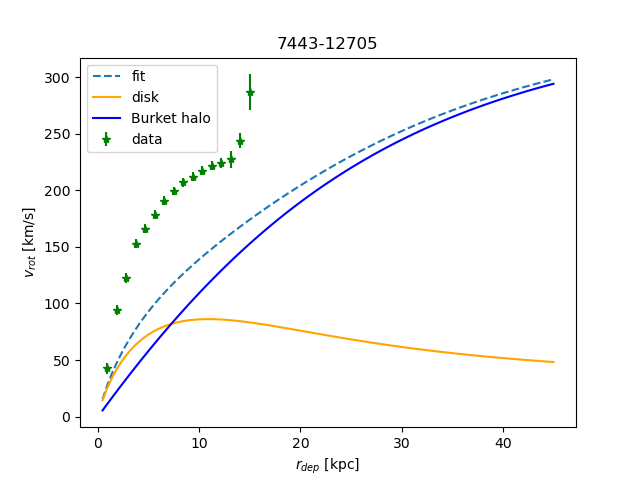 7443-12705
fit
disk
Burket halo
data
300
250
200
150
100
50
0
v_rot [km/s]
0 10 20 30 40
r_dep [kpc]